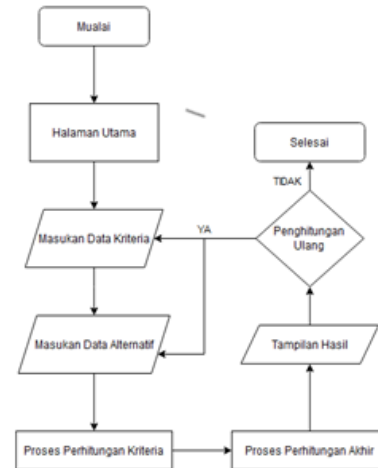 Mualai
Halaman Utama
Selesai
TIDAK
YA
Penghitungan
Ulang
Masukan Data Kriteria
Masukan Data Alternatif
Tampilan Hasil
Proses Perhitungan Kriteria
Proses Perhitungan Akhir